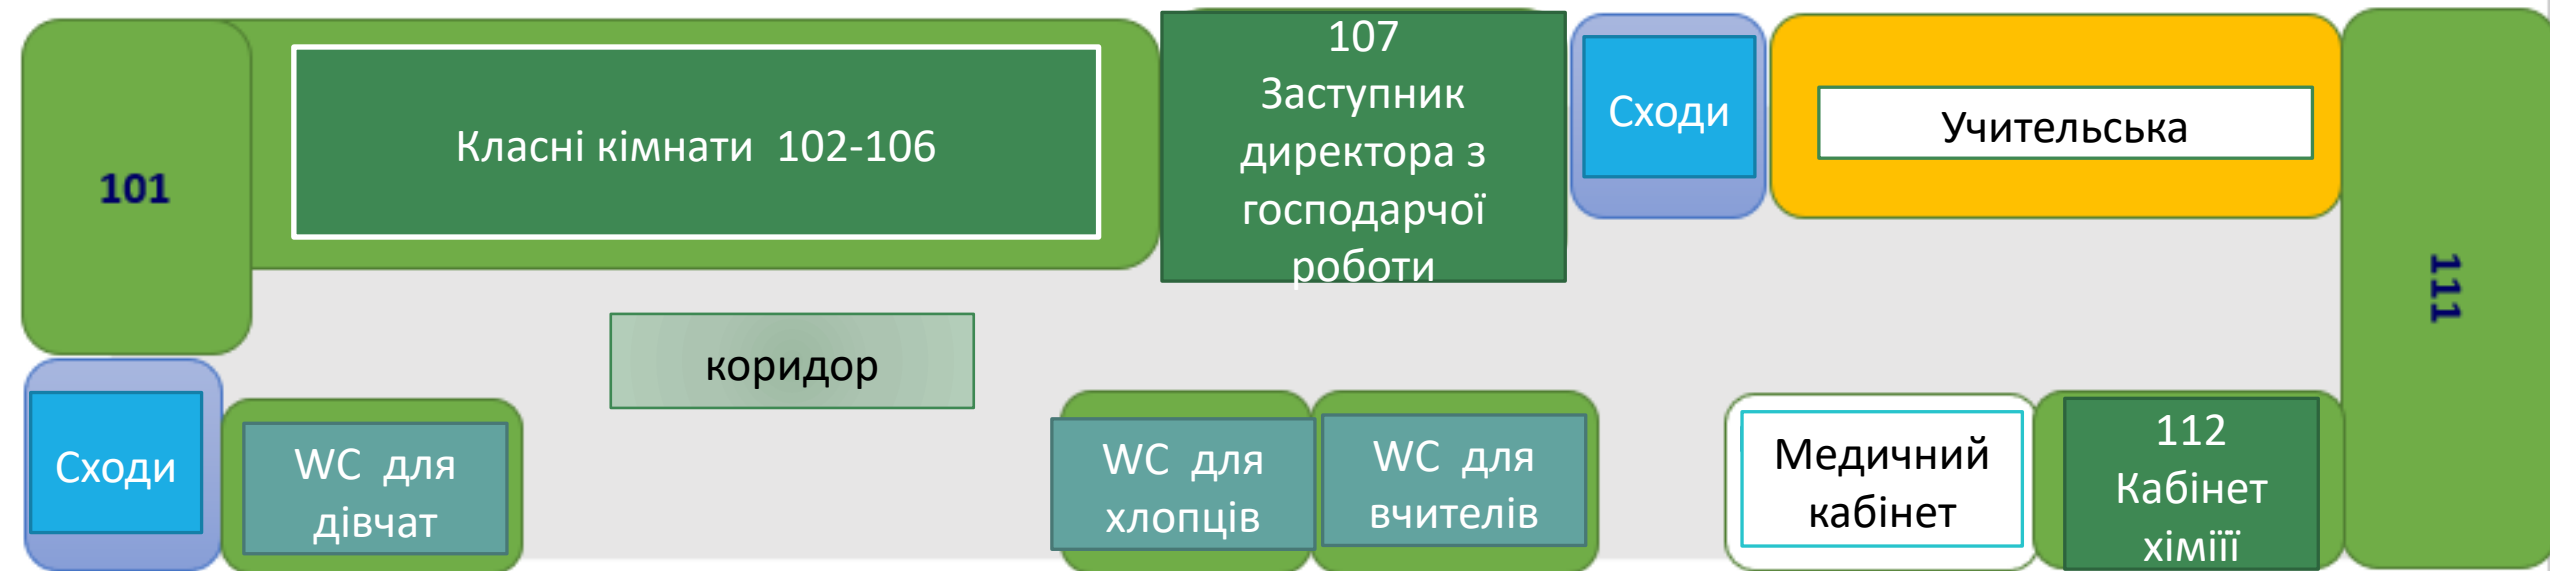 101
Класні кімнати 102-106
107
Заступник
директора з
господарчої
роботи
Сходи
Учительська
111
коридор
Сходи
WC для
дівчат
WC для
хлопців
WC для
вчителів
Медичний
кабінет
112
Кабінет
хіміїї